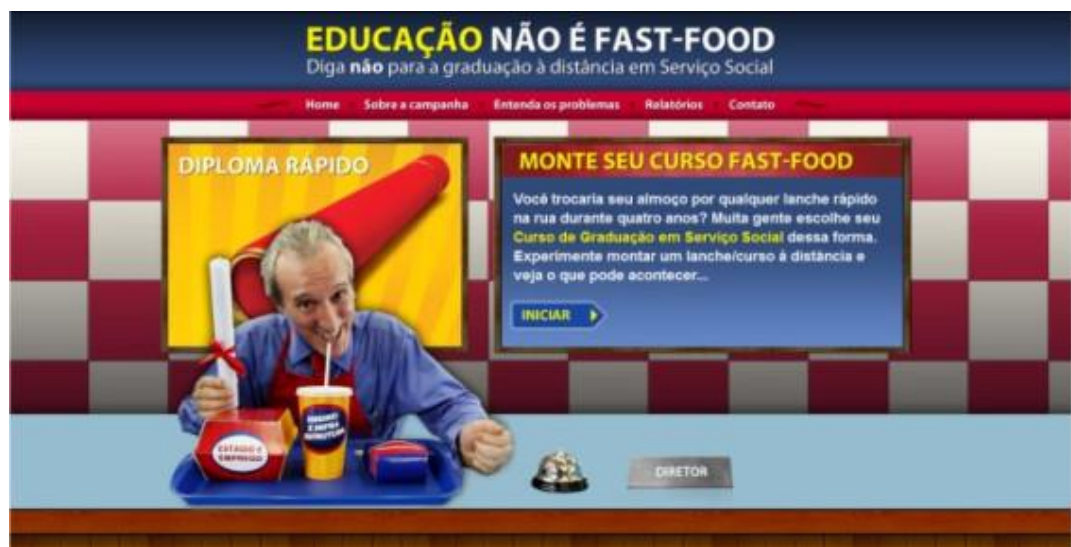 EDUCAÇÃO NÃO É FAST-FOOD
Diga não para a graduação à distância em Serviço Social
Home Sobre a campanha Entenda os problemas Relatórios Contato
DIPLOMA RÁPIDO
MONTE SEU CURSO FAST-FOOD
Você trocaria seu almoço por qualquer lanche rápido
na rua durante quatro anos? Muita gente escolhe seu
Curso de Graduação em Serviço Social dessa forma.
Experimente montar um lanche/curso à distância e
veja o que pode acontecer...
INICIAR
ESTÁGIO E
EMPREGO
DIRETOR